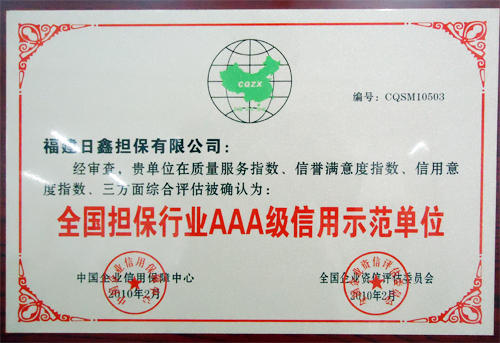 CQZX
编号：CQSM10503
福建日鑫担保有限公司：
经审查，贵单位在质量服务指数、信誉满意度指数、信用意
度指数、三方面综合评估被确认为：
全国担保行业AAA级信用示范单位
中国企业信用保障中心
全国企业资信评估委员会
2010年2月
2010年2月